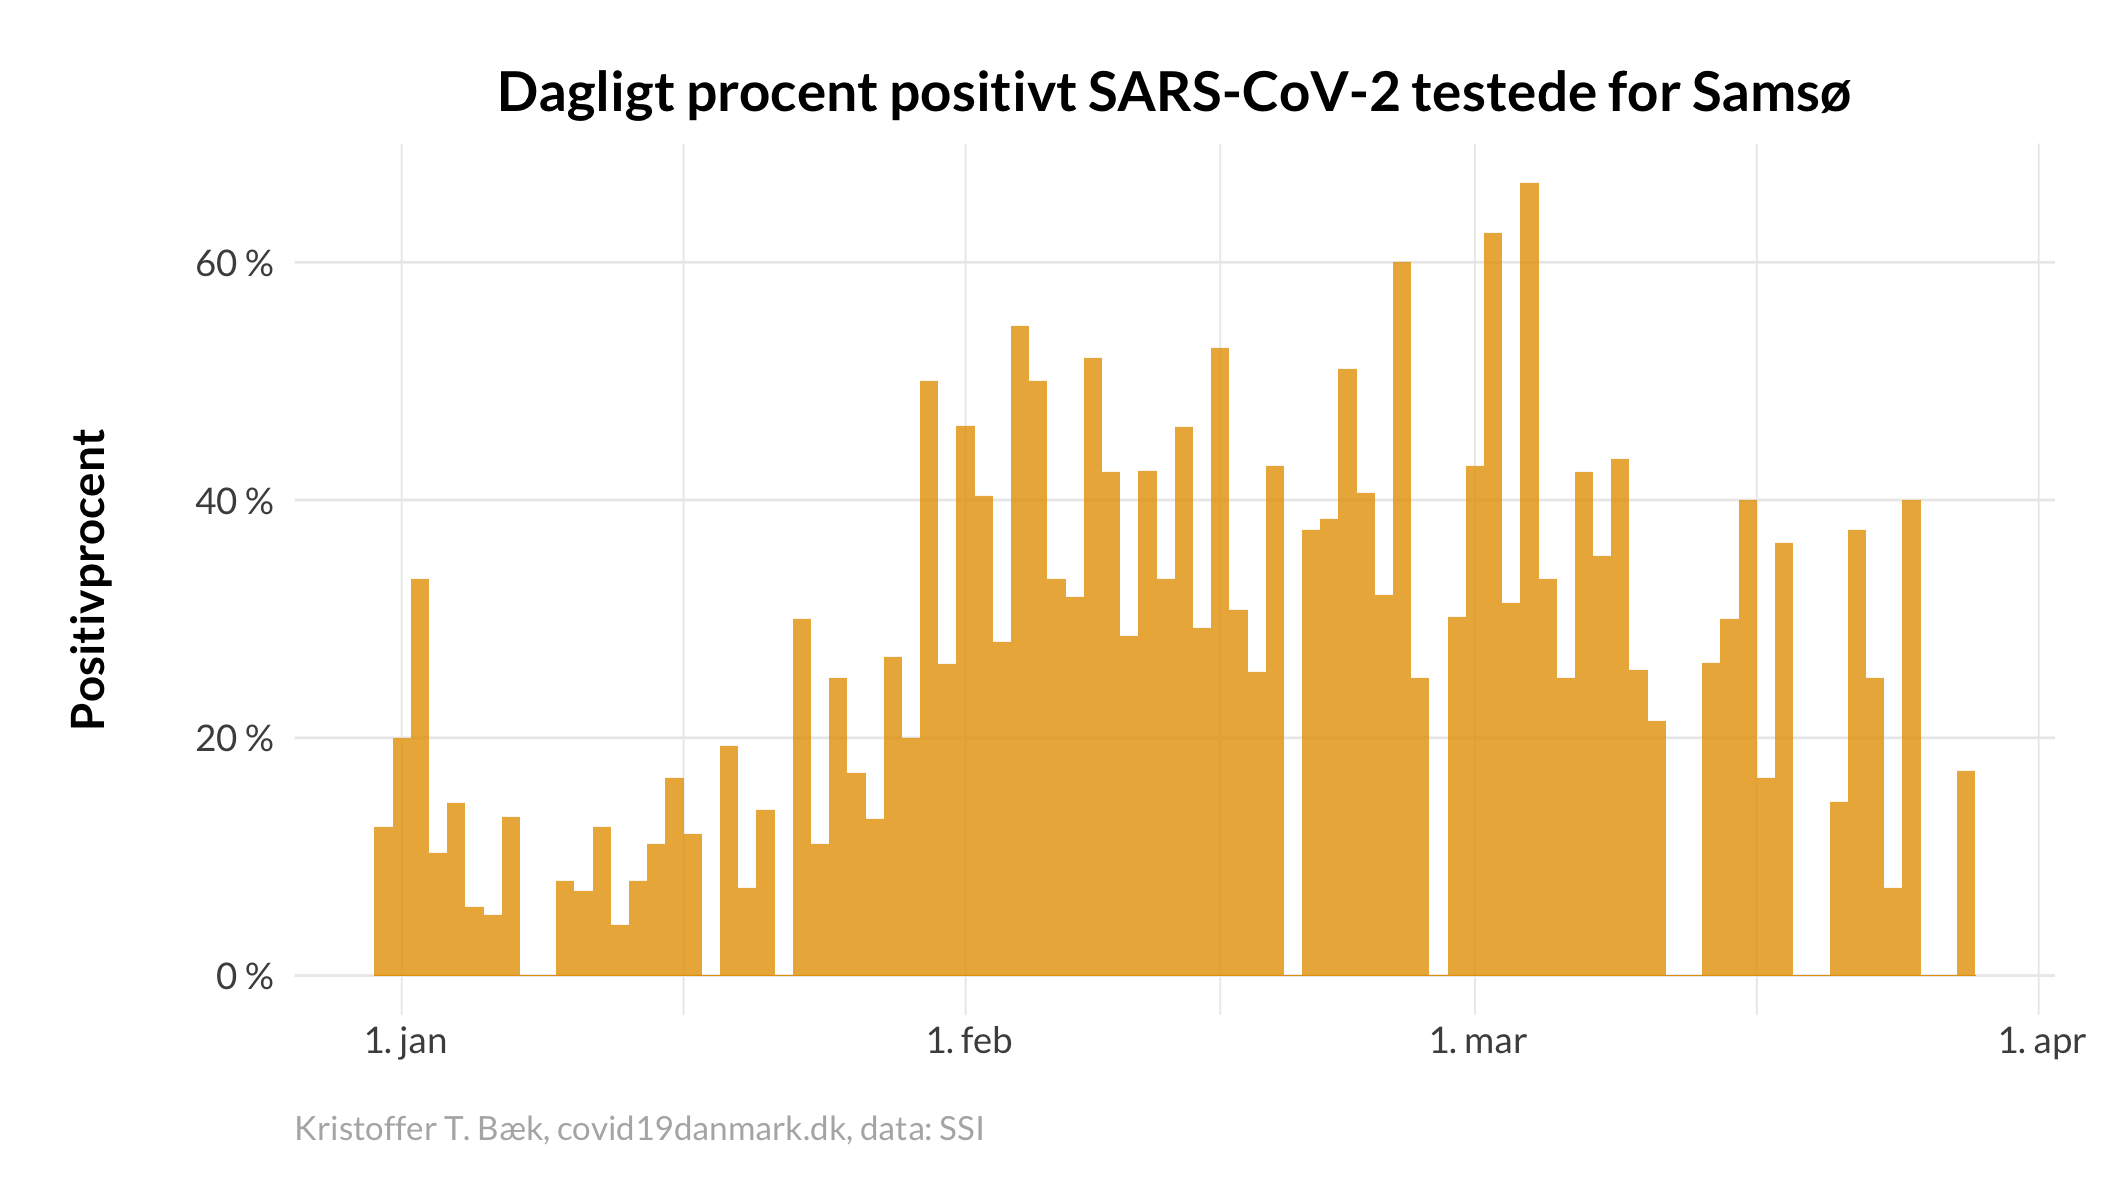 Dagligt procent positivt SARS-CoV-2 testede for Samsø
Positivprocent
60 %
40 %
20 %
0 %
1. jan
1. feb
1. mar
1. apr
Kristoffer T. Bæk, covid19danmark.dk, data: SSI